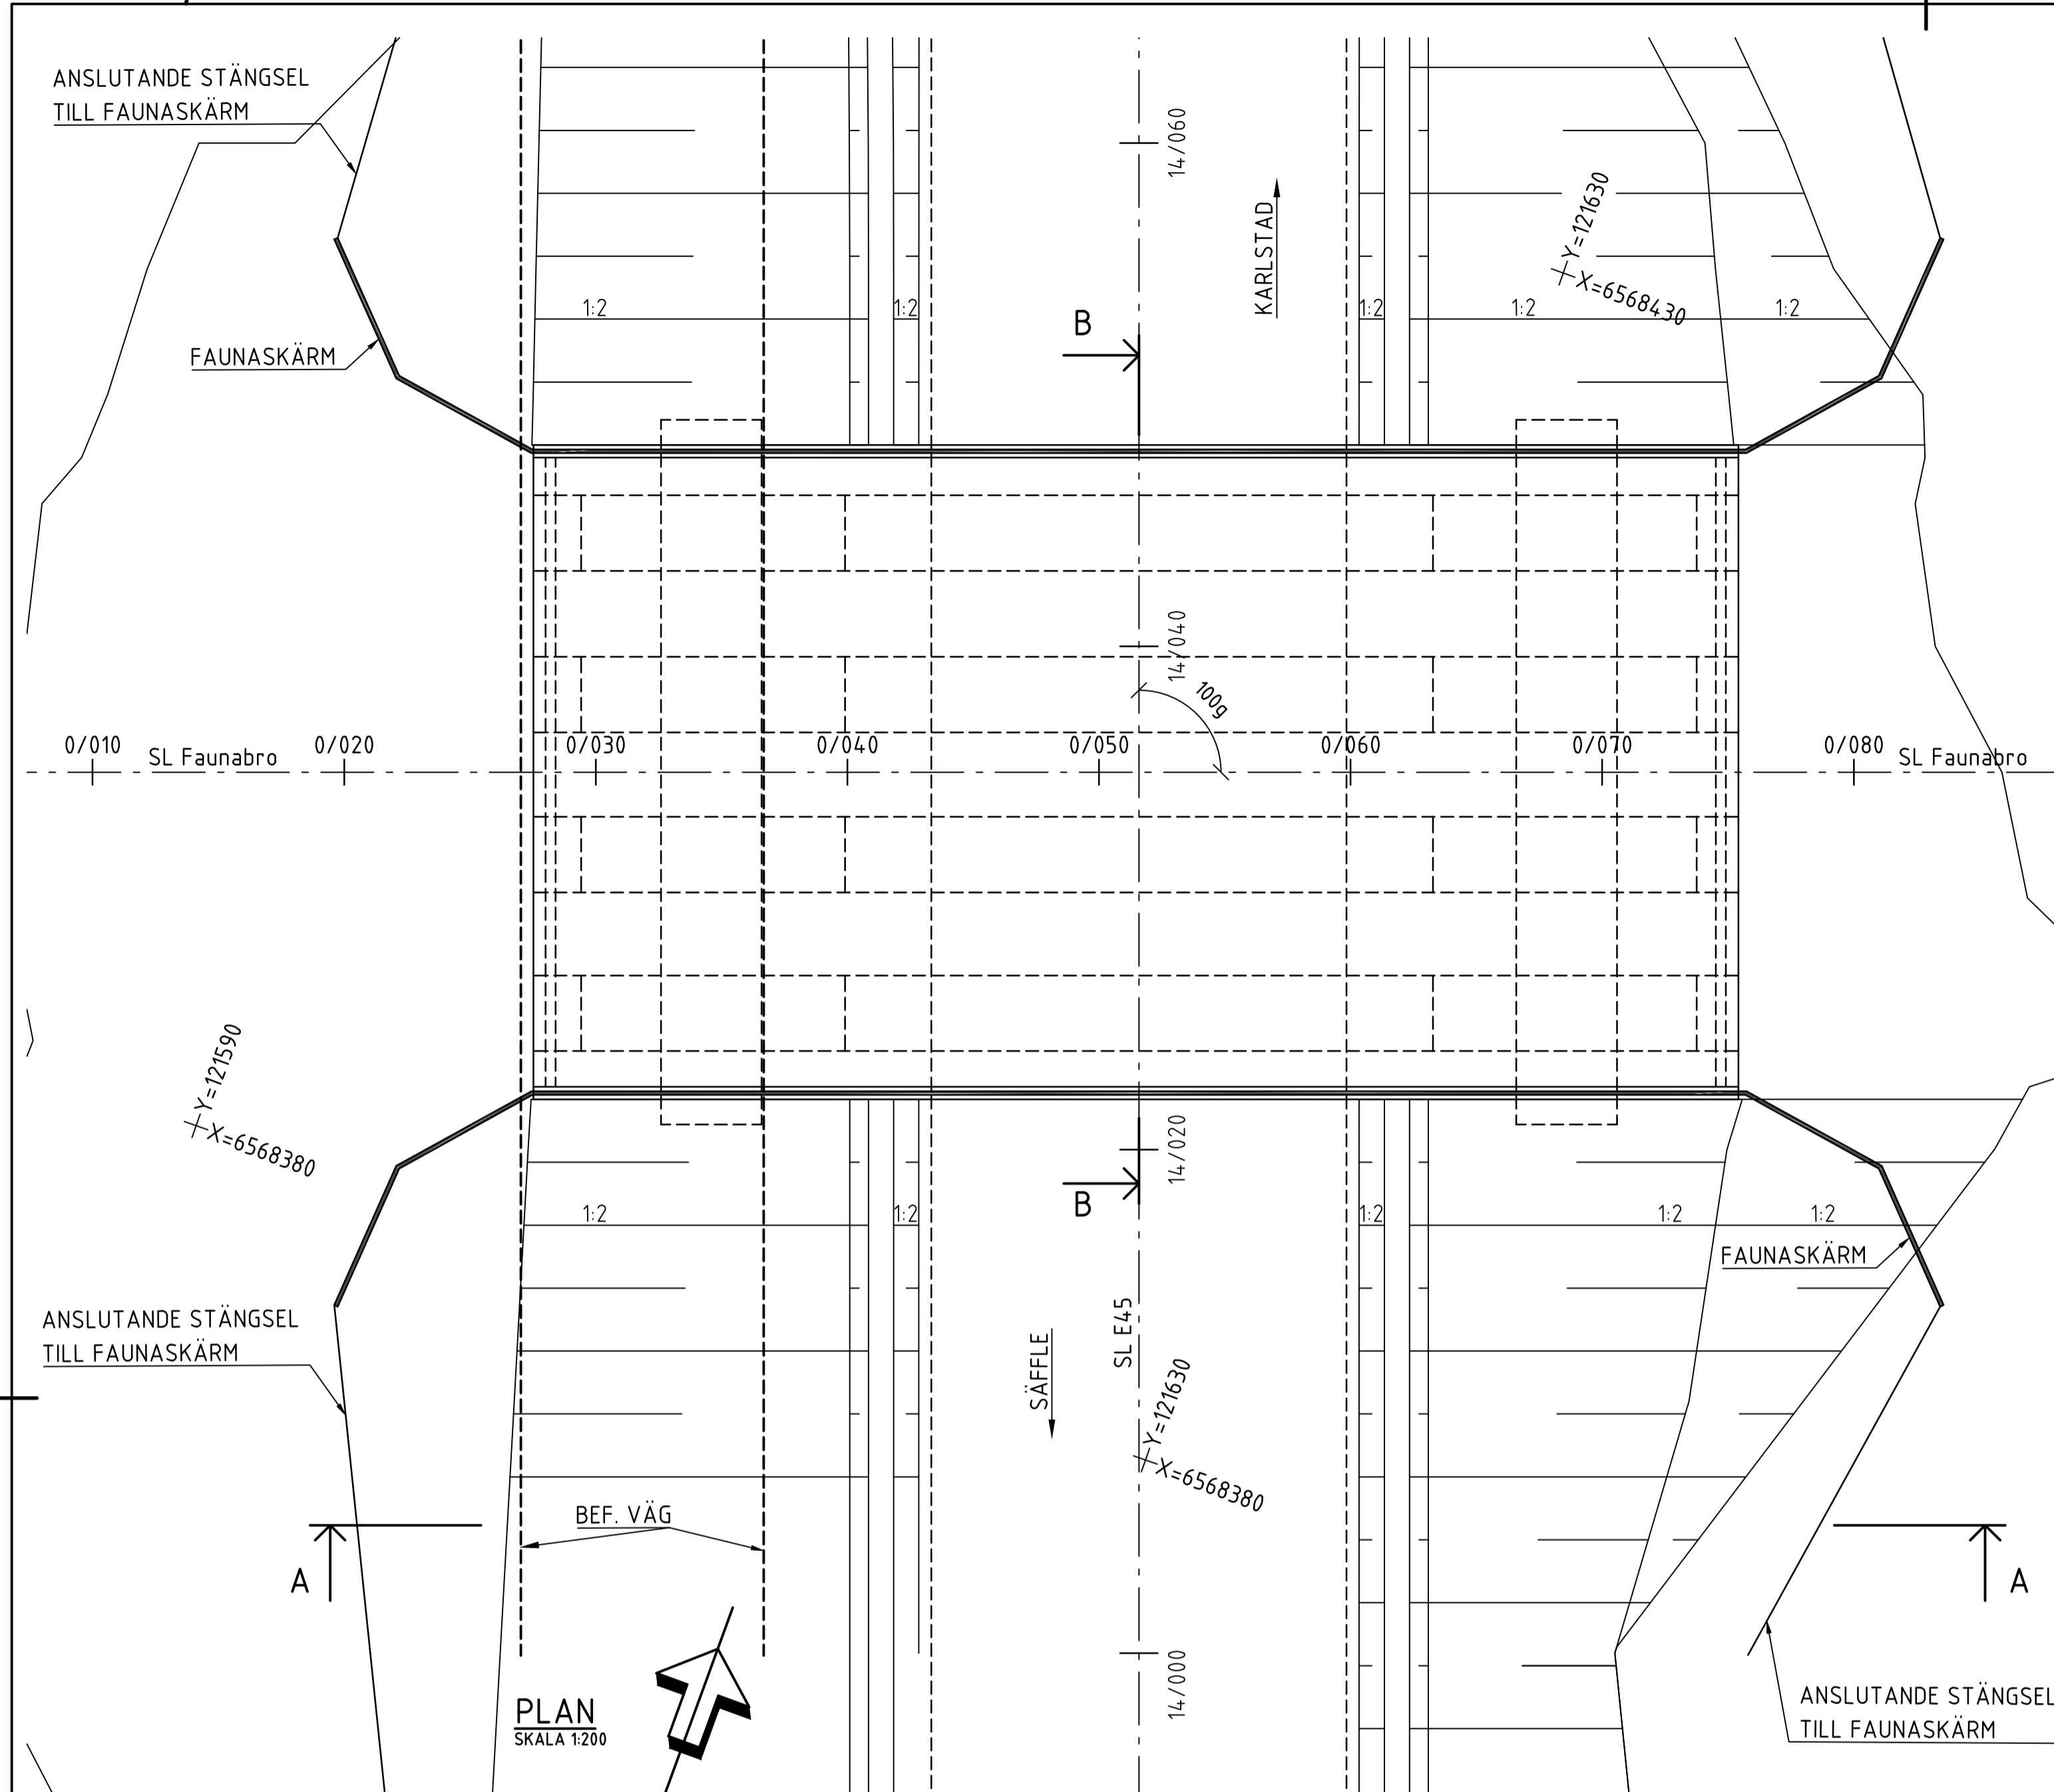 ANSLUTANDE STÄNGSEL
TILL FAUNASKÄRM
14/060
KARLSTAD
Y=121630
X=6568430
1:2
1:2
1:2
1:2
1:2
B
FAUNASKÄRM
14/040
100g
0/010
SL Faunabro
0/020
0/030
0/040
0/050
0/060
0/070
0/080
SL Faunabro
Y=121590
X=6568380
14/020
B
1:2
1:2
1:2
1:2
1:2
FAUNASKÄRM
ANSLUTANDE STÄNGSEL
TILL FAUNASKÄRM
SÄFFLE
SL E45
Y=121630
X=6568380
BEF. VÄG
A
A
14/000
PLAN
SKALA 1:200
ANSLUTANDE STÄNGSEL
TILL FAUNASKÄRM